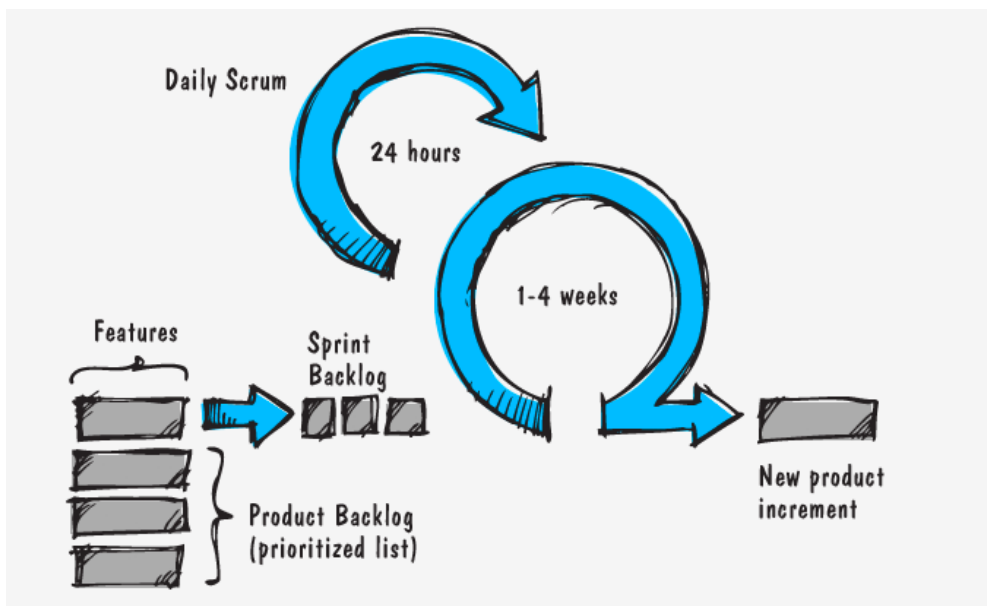 Daily Scrum
24 hours
1-4 weeks
Features
Sprint
Backlog
Product Backlog
(prioritized list)
New product
increment